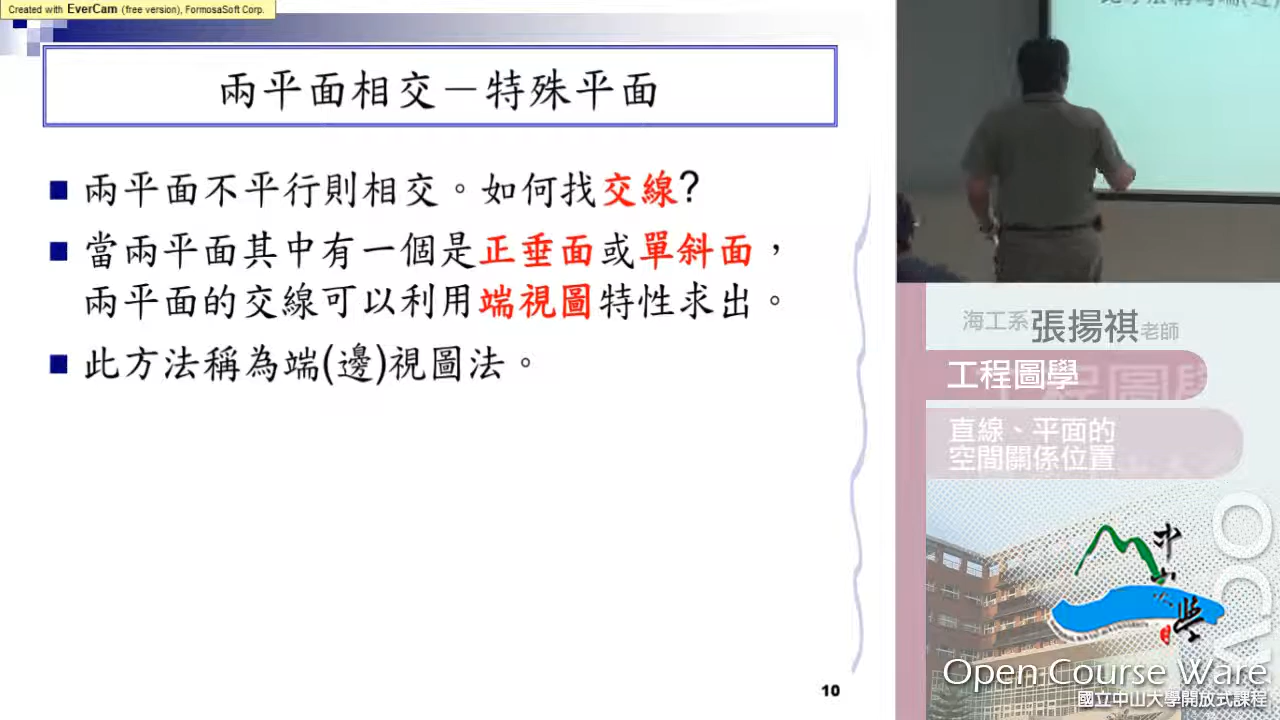 Created with EverCam (free version), FormosaSoft Corp.
兩平面相交－特殊平面
兩平面不平行則相交。如何找交線?
當兩平面其中有一個是正垂面或單斜面，
兩平面的交線可以利用端視圖特性求出。
此方法稱為端(邊)視圖法。
10
海工系張揚祺老師
工程圖學
直線、平面的
空間關係位置
Open Course Ware
國立中山大學開放式課程